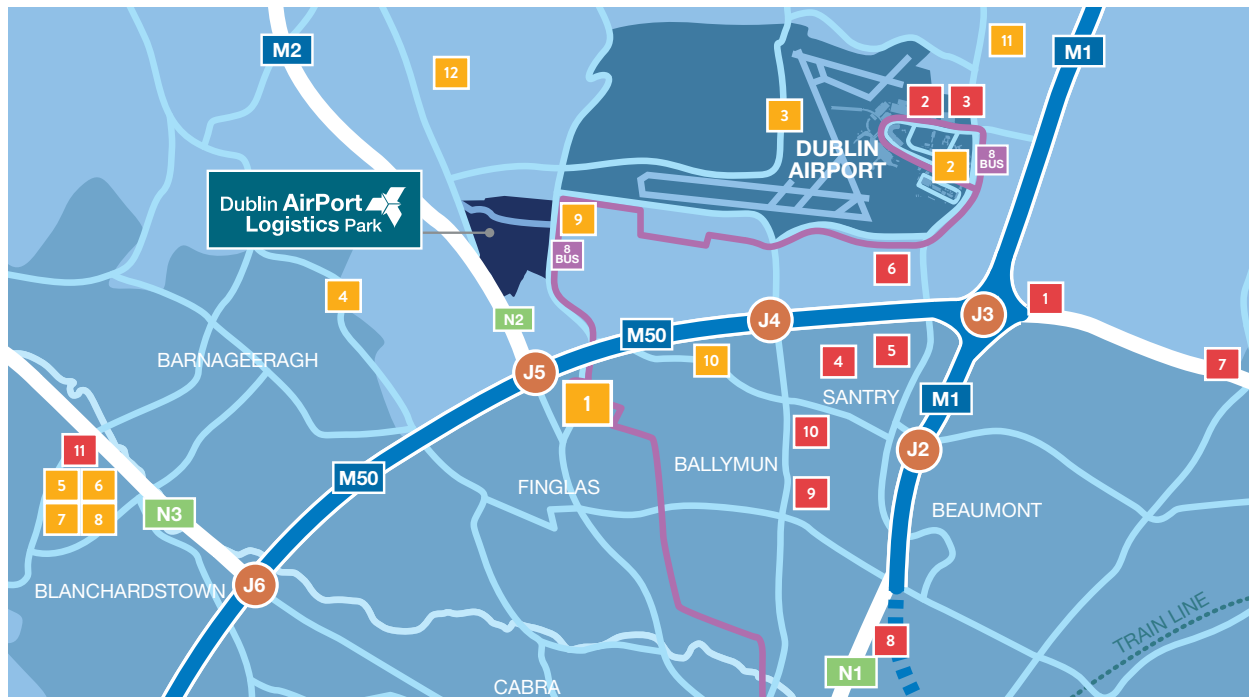 M2
M1
11
12
2
3
3
DUBLIN
AIRPORT
8
BUS
2
Dublin AirPort
Logistics Park
9
8
BUS
6
4
1
J3
N2
J4
M50
BARNAGEERAGH
10
4
5
7
J5
SANTRY
M1
1
10
11
J2
BALLYMUN
M50
5
6
FINGLAS
9
7
8
N3
BEAUMONT
J6
BLANCHARDSTOWN
TRAIN LINE
8
N1
CABRA